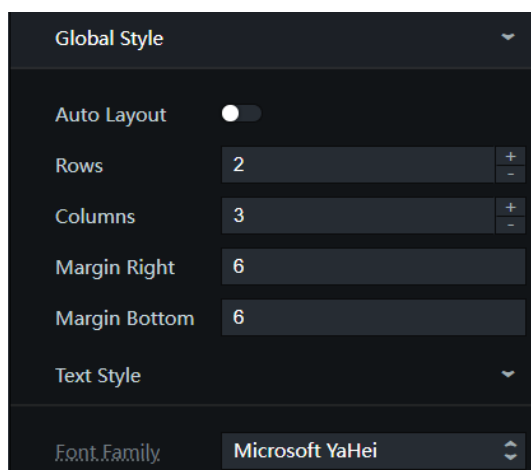 Global Style
Auto Layout
Rows 2 + -
Columns 3 + -
Margin Right 6
Margin Bottom 6
Text Style
Font Family Microsoft YaHei